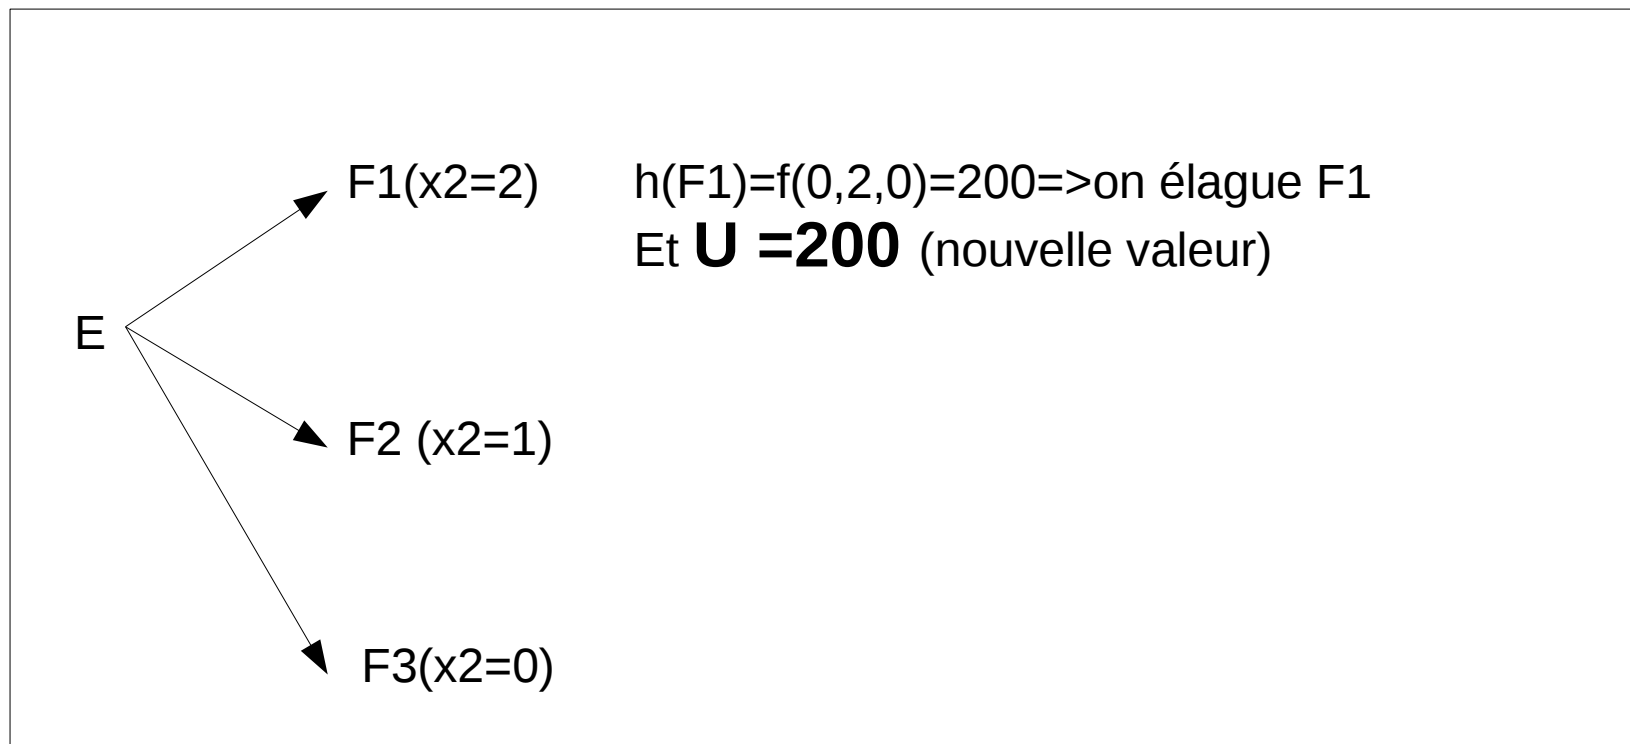 F1(x2=2) h(F1)=f(0,2,0)=200=>on élague F1
Et U =200 (nouvelle valeur)
E
F2 (x2=1)
F3(x2=0)